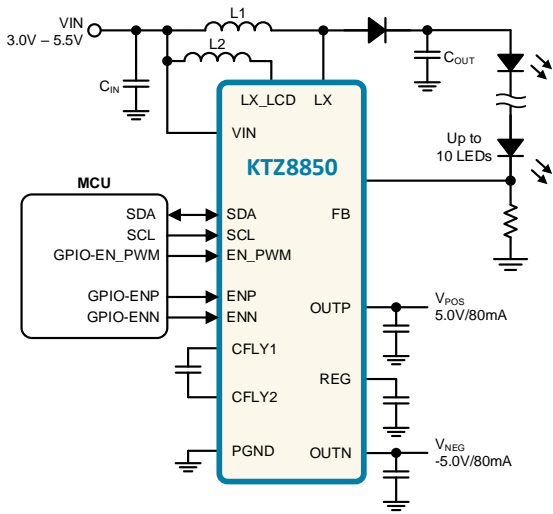 VIN
3.0V – 5.5V
L1
L2
CIN
COUT
LX_LCD
LX
VIN
KTZ8850
Up to
10 LEDs
MCU
SDA
SDA
FB
SCL
SCL
GPIO-EN_PWM
EN_PWM
GPIO-ENP
ENP
OUTP
VPOS
5.0V/80mA
GPIO-ENN
ENN
CFLY1
REG
CFLY2
PGND
OUTN
VNEG
-5.0V/80mA